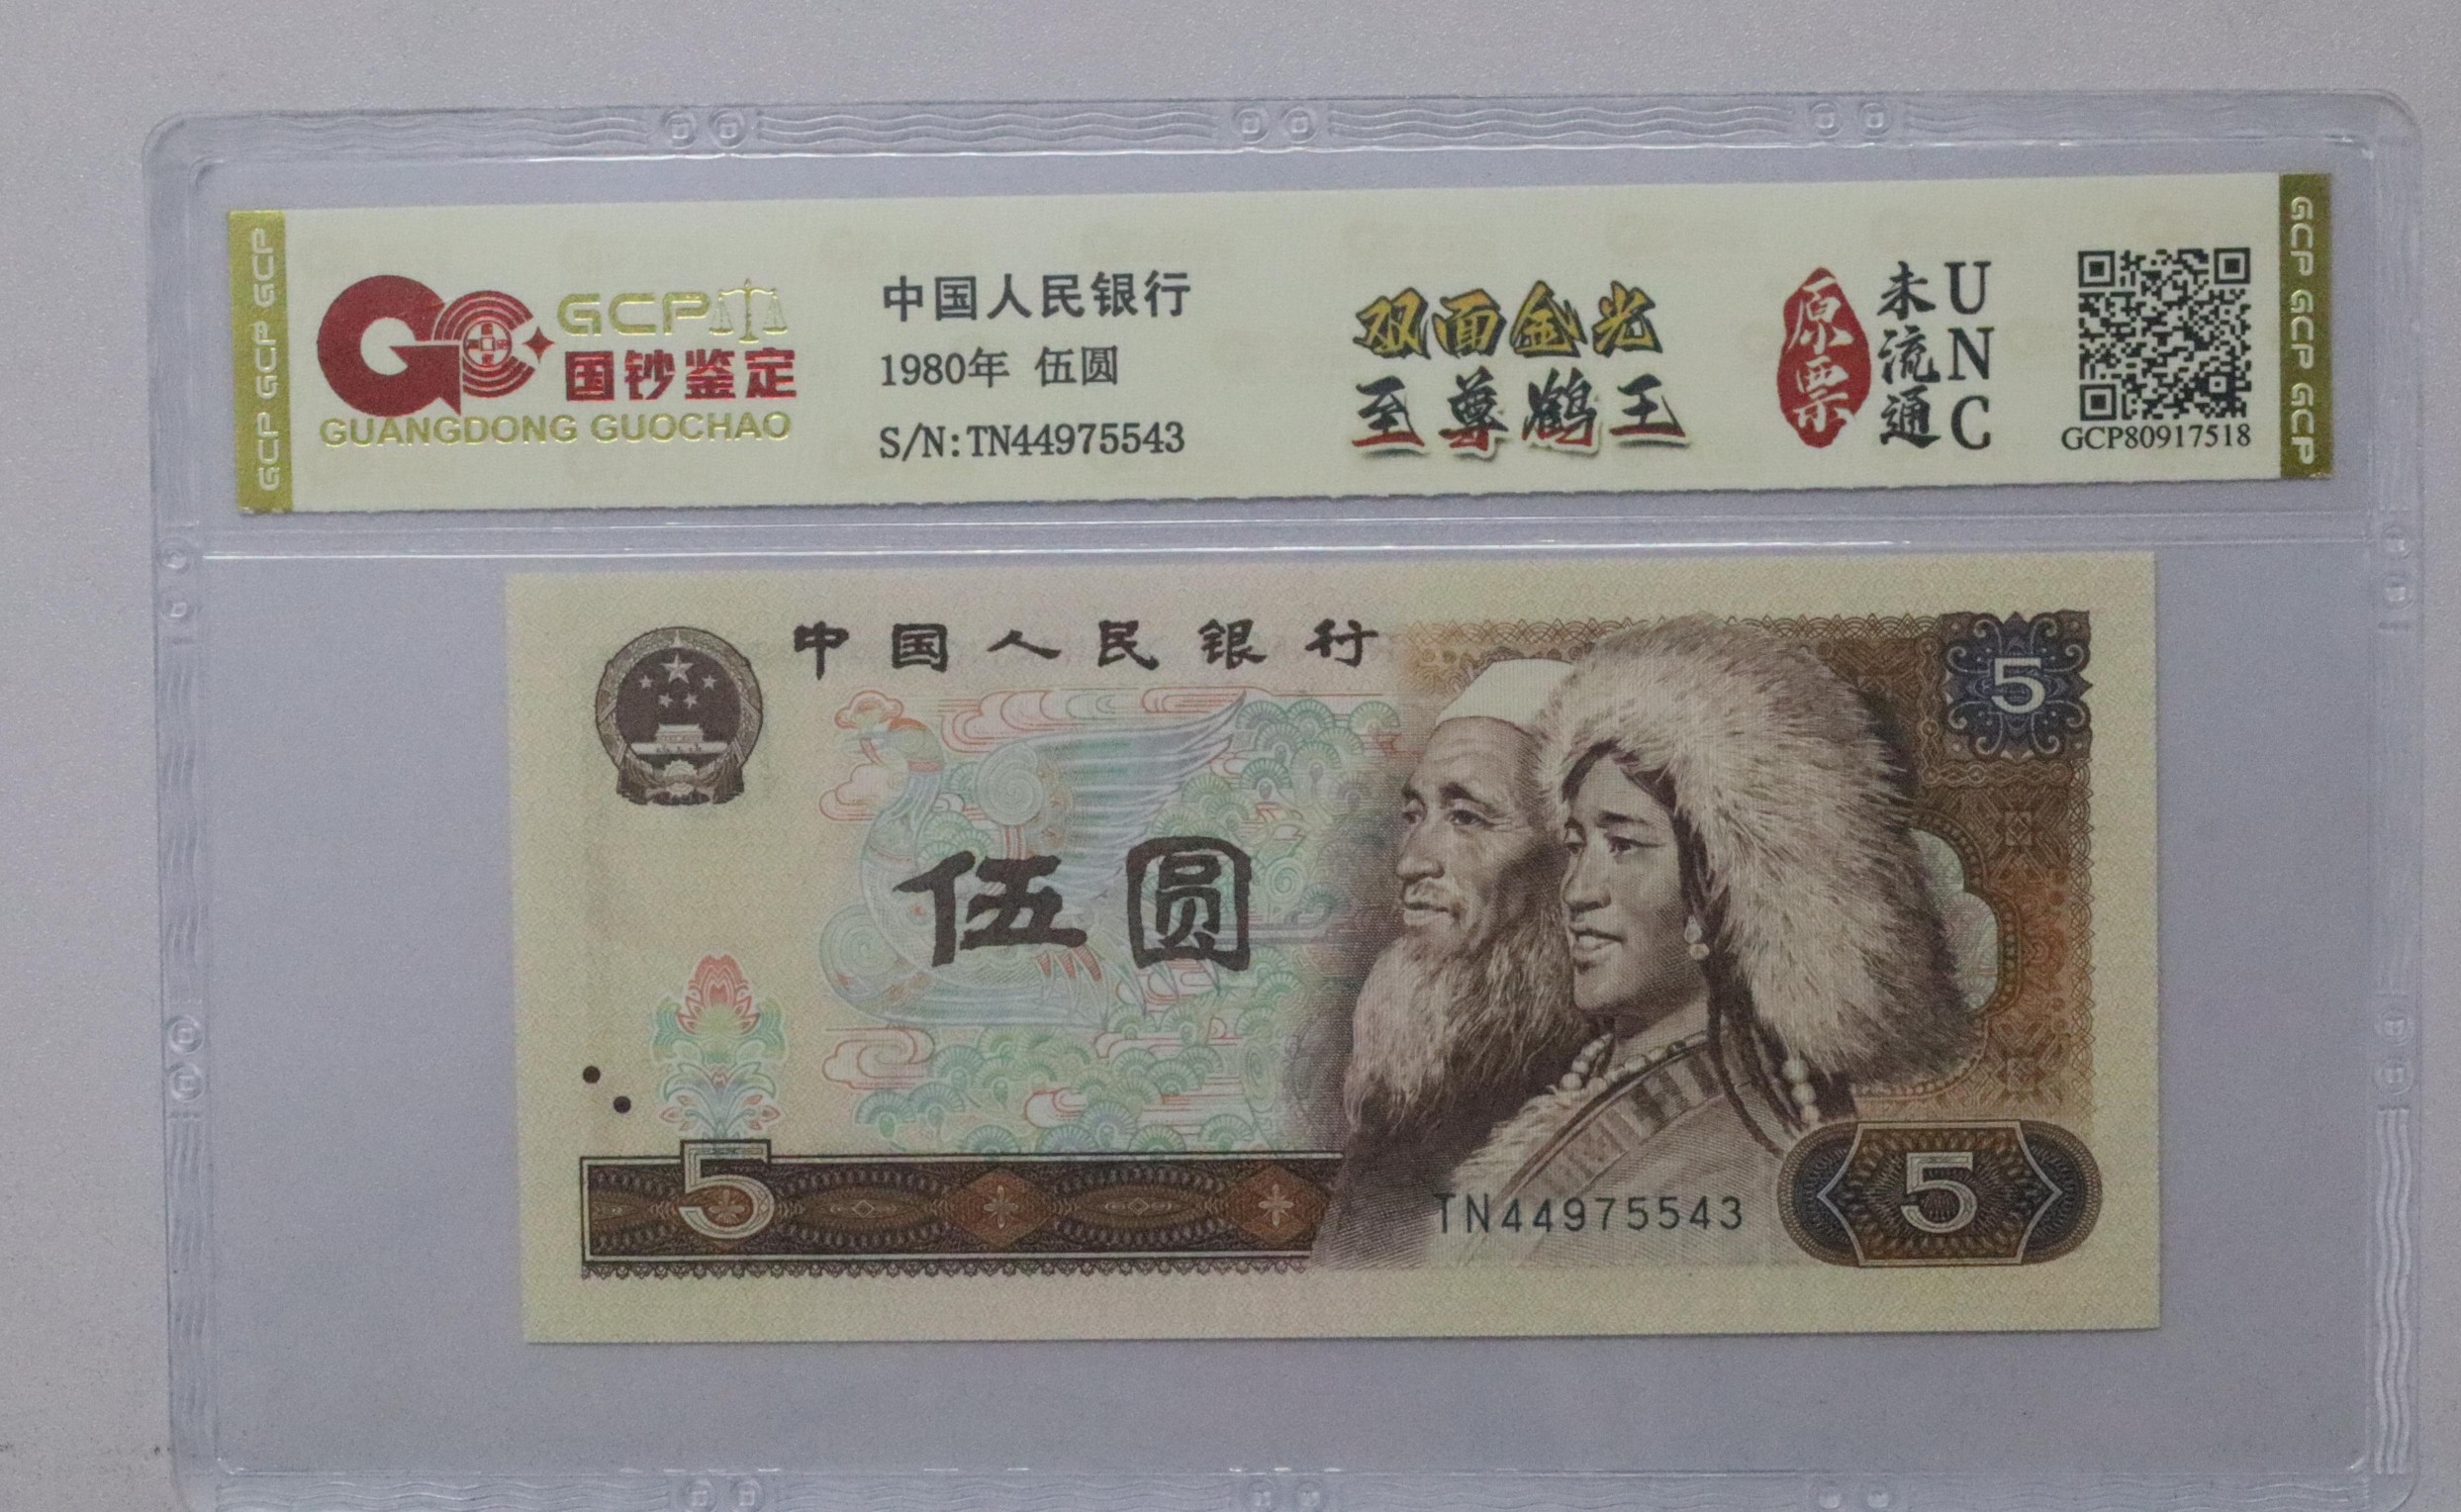 GCP GCP GCP
GCP
国钞鉴定
GUANGDONG GUOCHAO
中国人民银行
1980年 伍圆
S/N:TN44975543
双面金光
至尊鹤王
原票
未流通
UNC
GCP80917518
GCP GCP GCP
中国人民银行
5
伍圆
5
TN44975543
5